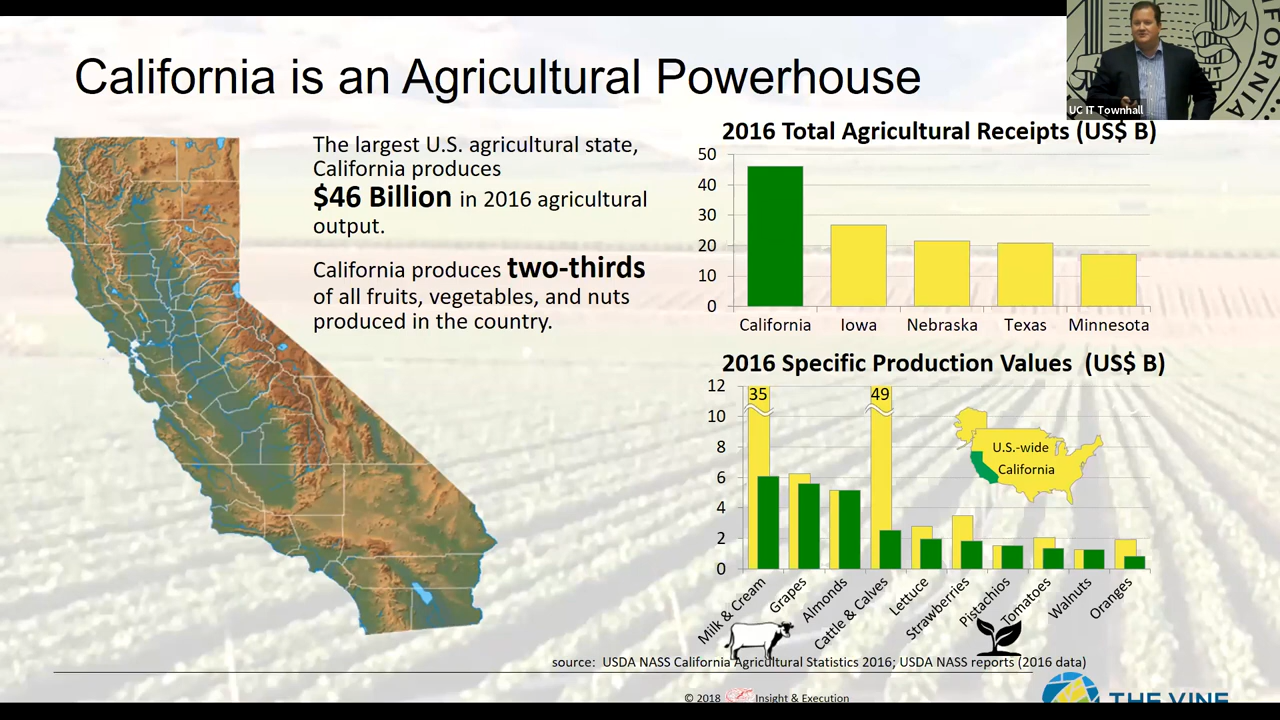 California is an Agricultural Powerhouse
UC IT Townhall
The largest U.S. agricultural state,
California produces
$46 Billion in 2016 agricultural
output.
California produces two-thirds
of all fruits, vegetables, and nuts
produced in the country.
2016 Total Agricultural Receipts (US$ B)
50
40
30
20
10
0
California Iowa Nebraska Texas Minnesota
2016 Specific Production Values (US$ B)
12
10
8
6
4
2
0
35
49
U.S.-wide
California
Milk & Cream
Grapes
Almonds
Cattle & Calves
Lettuce
Strawberries
Pistachios
Tomatoes
Walnuts
Oranges
source: USDA NASS California Agricultural Statistics 2016; USDA NASS reports (2016 data)
© 2018 Insight & Execution
THE VINE